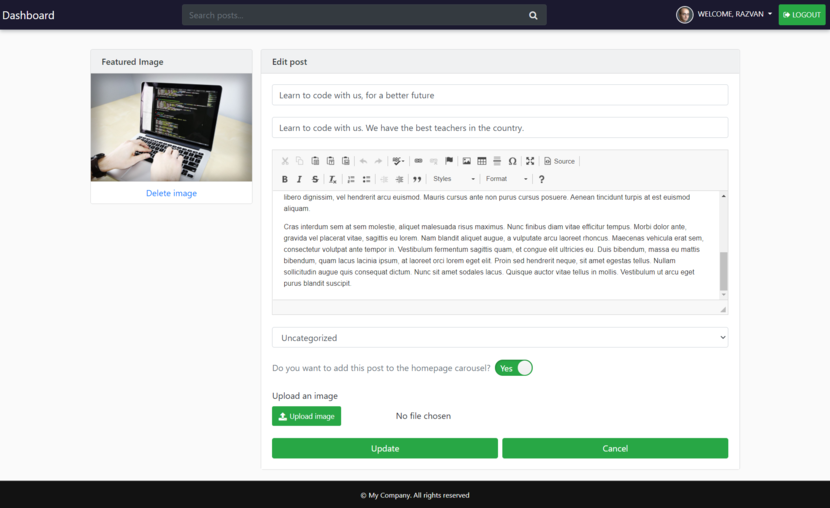 Dashboard
Search posts...
WELCOME, RAZVAN
LOGOUT
Featured Image
Delete image
Edit post
Learn to code with us, for a better future
Learn to code with us. We have the best teachers in the country.
Source
B I S Tx
Styles
Format
?
libero dignissim, vel hendrerit arcu euismod. Mauris cursus ante non purus cursus posuere. Aenean tincidunt turpis at est euismod
aliquam.
Cras interdum sem at sem molestie, aliquet malesuada risus maximus. Nunc finibus diam vitae efficitur tempus. Morbi dolor ante,
gravida vel placerat vitae, sagittis eu lorem. Nam blandit aliquet augue, a vulputate arcu laoreet rhoncus. Maecenas vehicula erat sem,
consectetur volutpat ante tempor in. Vestibulum fermentum sagittis quam, et congue elit ultricies eu. Duis bibendum, massa eu mattis
bibendum, quam lacus lacinia ipsum, at laoreet orci lorem eget elit. Proin sed hendrerit neque, sit amet egestas tellus. Nullam
sollicitudin augue quis consequat dictum. Nunc sit amet sodales lacus. Quisque auctor vitae tellus in mollis. Vestibulum ut arcu eget
purus blandit suscipit.
Uncategorized
Do you want to add this post to the homepage carousel? Yes
Upload an image
Upload image
No file chosen
Update
Cancel
© My Company. All rights reserved